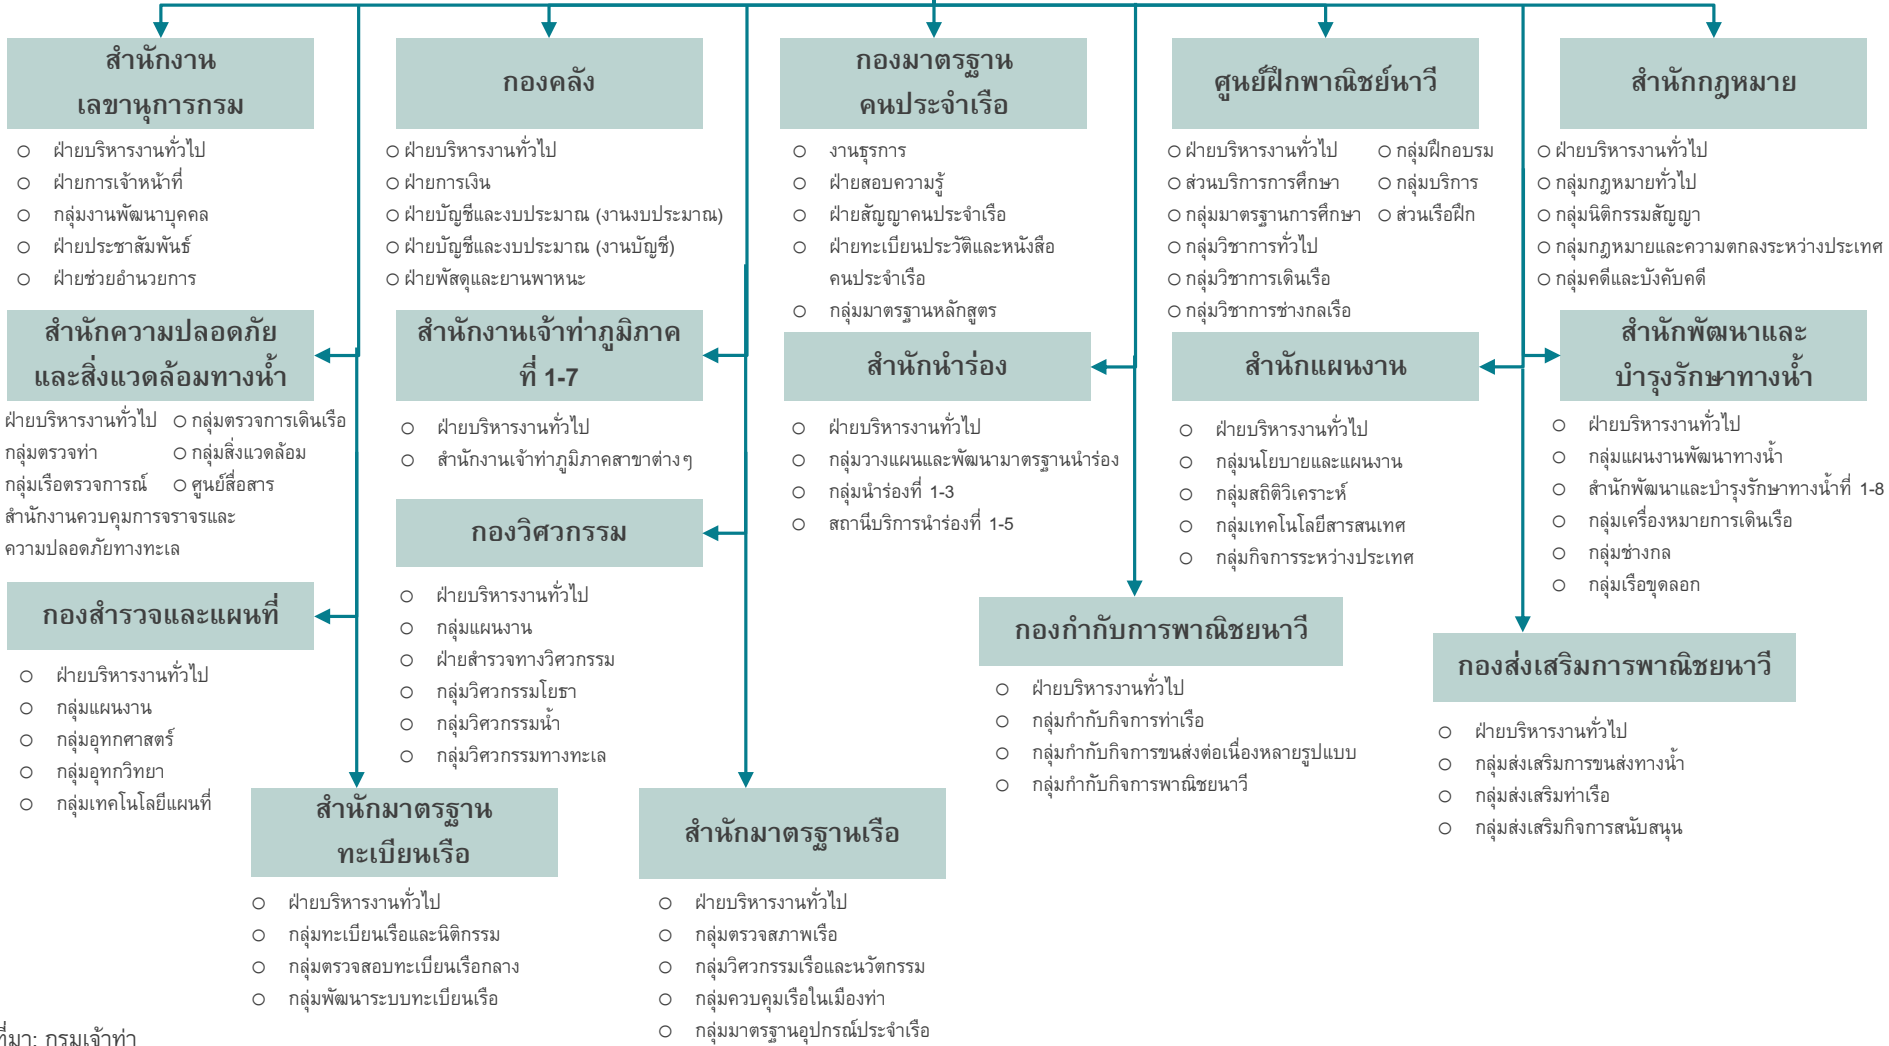 สำนักงาน
เลขานุการกรม
○ ฝ่ายบริหารงานทั่วไป
○ ฝ่ายการเจ้าหน้าที่
○ กลุ่มงานพัฒนาบุคคล
○ ฝ่ายประชาสัมพันธ์
○ ฝ่ายช่วยอำนวยการ
กองคลัง
○ ฝ่ายบริหารงานทั่วไป
○ ฝ่ายการเงิน
○ ฝ่ายบัญชีและงบประมาณ (งานงบประมาณ)
○ ฝ่ายบัญชีและงบประมาณ (งานบัญชี)
○ ฝ่ายพัสดุและยานพาหนะ
กองมาตรฐาน
คนประจำเรือ
○ งานธุรการ
○ ฝ่ายสอบความรู้
○ ฝ่ายสัญญาคนประจำเรือ
○ ฝ่ายทะเบียนประวัติและหนังสือ
คนประจำเรือ
○ กลุ่มมาตรฐานหลักสูตร
ศูนย์ฝึกพาณิชย์นาวี
○ ฝ่ายบริหารงานทั่วไป ○ กลุ่มฝึกอบรม
○ ส่วนบริการการศึกษา ○ กลุ่มบริการ
○ กลุ่มมาตรฐานการศึกษา ○ ส่วนเรือฝึก
○ กลุ่มวิชาการทั่วไป
○ กลุ่มวิชาการเดินเรือ
○ กลุ่มวิชาการช่างกลเรือ
สำนักกฎหมาย
○ ฝ่ายบริหารงานทั่วไป
○ กลุ่มกฎหมายทั่วไป
○ กลุ่มนิติกรรมสัญญา
○ กลุ่มกฎหมายและความตกลงระหว่างประเทศ
○ กลุ่มคดีและบังคับคดี
สำนักความปลอดภัย
และสิ่งแวดล้อมทางน้ำ
ฝ่ายบริหารงานทั่วไป ○ กลุ่มตรวจการเดินเรือ
กลุ่มตรวจท่า ○ กลุ่มสิ่งแวดล้อม
กลุ่มเรือตรวจการณ์ ○ ศูนย์สื่อสาร
สำนักงานควบคุมการจราจรและ
ความปลอดภัยทางทะเล
สำนักงานเจ้าท่าภูมิภาค
ที่ 1-7
○ ฝ่ายบริหารงานทั่วไป
○ สำนักงานเจ้าท่าภูมิภาคสาขาต่างๆ
สำนักนำร่อง
○ ฝ่ายบริหารงานทั่วไป
○ กลุ่มวางแผนและพัฒนามาตรฐานนำร่อง
○ กลุ่มนำร่องที่ 1-3
○ สถานีบริการนำร่องที่ 1-5
สำนักแผนงาน
○ ฝ่ายบริหารงานทั่วไป
○ กลุ่มนโยบายและแผนงาน
○ กลุ่มสถิติวิเคราะห์
○ กลุ่มเทคโนโลยีสารสนเทศ
○ กลุ่มกิจการระหว่างประเทศ
สำนักพัฒนาและ
บำรุงรักษาทางน้ำ
○ ฝ่ายบริหารงานทั่วไป
○ กลุ่มแผนงานพัฒนาทางน้ำ
○ สำนักพัฒนาและบำรุงรักษาทางน้ำที่ 1-8
○ กลุ่มเครื่องหมายการเดินเรือ
○ กลุ่มช่างกล
○ กลุ่มเรือขุดลอก
กองวิศวกรรม
○ ฝ่ายบริหารงานทั่วไป
○ กลุ่มแผนงาน
○ ฝ่ายสำรวจทางวิศวกรรม
○ กลุ่มวิศวกรรมโยธา
○ กลุ่มวิศวกรรมน้ำ
○ กลุ่มวิศวกรรมทางทะเล
กองสำรวจและแผนที่
○ ฝ่ายบริหารงานทั่วไป
○ กลุ่มแผนงาน
○ กลุ่มอุทกศาสตร์
○ กลุ่มอุทกวิทยา
○ กลุ่มเทคโนโลยีแผนที่
กองกำกับการพาณิชยนาวี
○ ฝ่ายบริหารงานทั่วไป
○ กลุ่มกำกับกิจการท่าเรือ
○ กลุ่มกำกับกิจการขนส่งต่อเนื่องหลายรูปแบบ
○ กลุ่มกำกับกิจการพาณิชยนาวี
กองส่งเสริมการพาณิชยนาวี
○ ฝ่ายบริหารงานทั่วไป
○ กลุ่มส่งเสริมการขนส่งทางน้ำ
○ กลุ่มส่งเสริมท่าเรือ
○ กลุ่มส่งเสริมกิจการสนับสนุน
สำนักมาตรฐาน
ทะเบียนเรือ
○ ฝ่ายบริหารงานทั่วไป
○ กลุ่มทะเบียนเรือและนิติกรรม
○ กลุ่มตรวจสอบทะเบียนเรือกลาง
○ กลุ่มพัฒนาระบบทะเบียนเรือ
สำนักมาตรฐานเรือ
○ ฝ่ายบริหารงานทั่วไป
○ กลุ่มตรวจสภาพเรือ
○ กลุ่มวิศวกรรมเรือและนวัตกรรม
○ กลุ่มควบคุมเรือในเมืองท่า
○ กลุ่มมาตรฐานอุปกรณ์ประจำเรือ
ที่มา: กรมเจ้าท่า